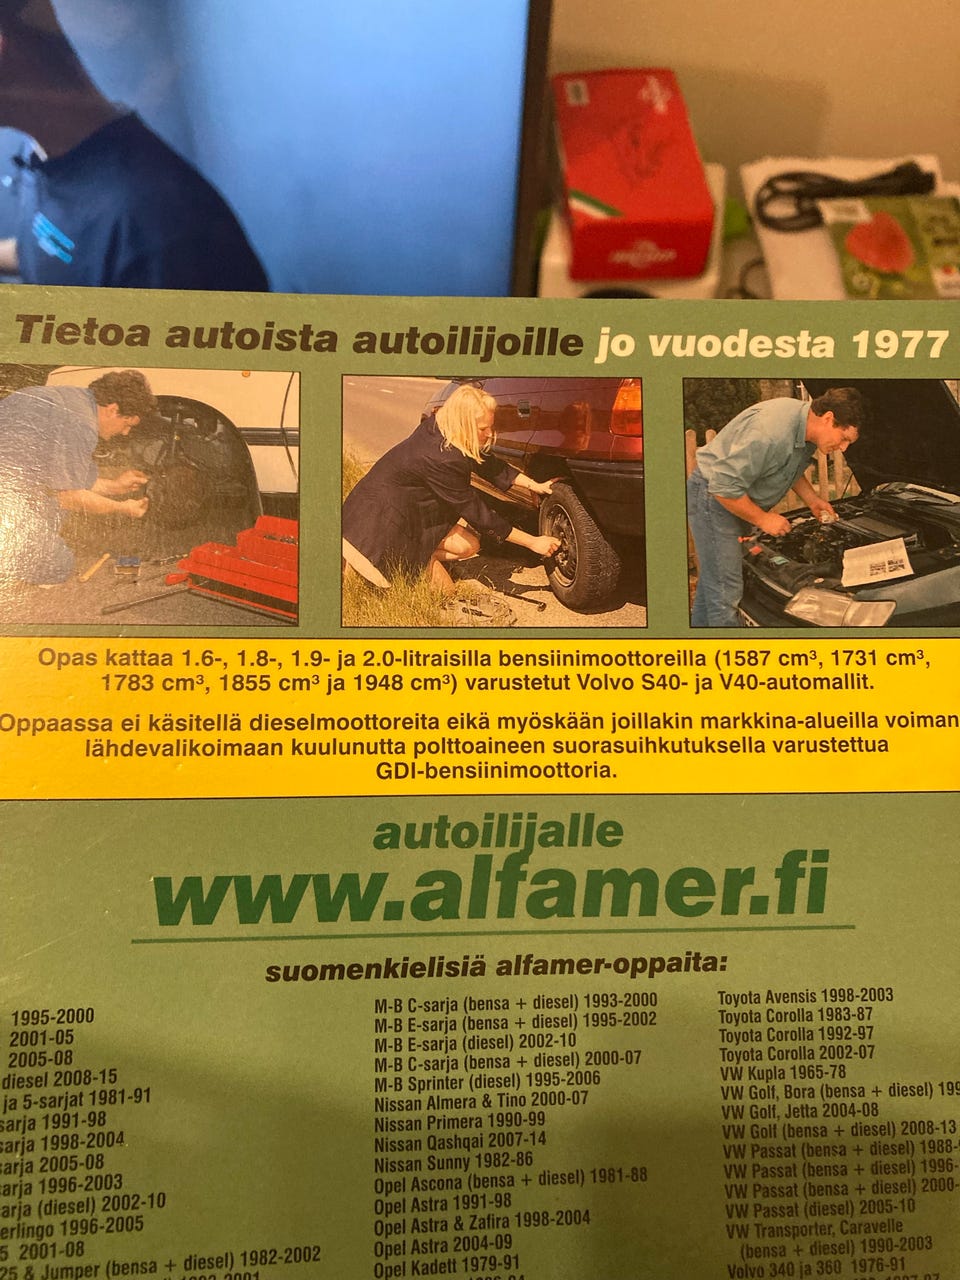 Tietoa autoista autoilijoille jo vuodesta 1977
Opas kattaa 1.6-, 1.8-, 1.9- ja 2.0-litraisilla bensiinimoottoreilla (1587 cm³, 1731 cm³,
1783 cm³, 1855 cm³ ja 1948 cm³) varustetut Volvo S40- ja V40-automallit.
Oppaassa ei käsitellä dieselmoottoreita eikä myöskään joillakin markkina-alueilla voiman
lähdevalikoimaan kuulunutta polttoaineen suorasuihkutuksella varustettua
GDI-bensiinimoottoria.
autoilijalle
www.alfamer.fi
suomenkielisiä alfamer-oppaita:
1995-2000
2001-05
2005-08
diesel 2008-15
ja 5-sarjat 1981-91
sarja 1991-98
sarja 1998-2004
sarja 2005-08
arja 1996-2003
arja (diesel) 2002-10
erlingo 1996-2005
5 2001-08
25 & Jumper (bensa + diesel) 1982-2002
M-B C-sarja (bensa + diesel) 1993-2000
M-B E-sarja (bensa + diesel) 1995-2002
M-B E-sarja (diesel) 2002-10
M-B C-sarja (bensa + diesel) 2000-07
M-B Sprinter (diesel) 1995-2006
Nissan Almera & Tino 2000-07
Nissan Primera 1990-99
Nissan Qashqai 2007-14
Nissan Sunny 1982-86
Opel Ascona (bensa + diesel) 1981-88
Opel Astra 1991-98
Opel Astra & Zafira 1998-2004
Opel Astra 2004-09
Opel Kadett 1979-91
Toyota Avensis 1998-2003
Toyota Corolla 1983-87
Toyota Corolla 1992-97
Toyota Corolla 2002-07
VW Kupla 1965-78
VW Golf, Bora (bensa + diesel) 199
VW Golf, Jetta 2004-08
VW Golf (bensa + diesel) 2008-13
VW Passat (bensa + diesel) 1988-
VW Passat (bensa + diesel) 1996-
VW Passat (bensa + diesel) 2000-
VW Passat (diesel) 2005-10
VW Transporter, Caravelle
(bensa + diesel) 1990-2003
Volvo 340 ja 360 1976-91